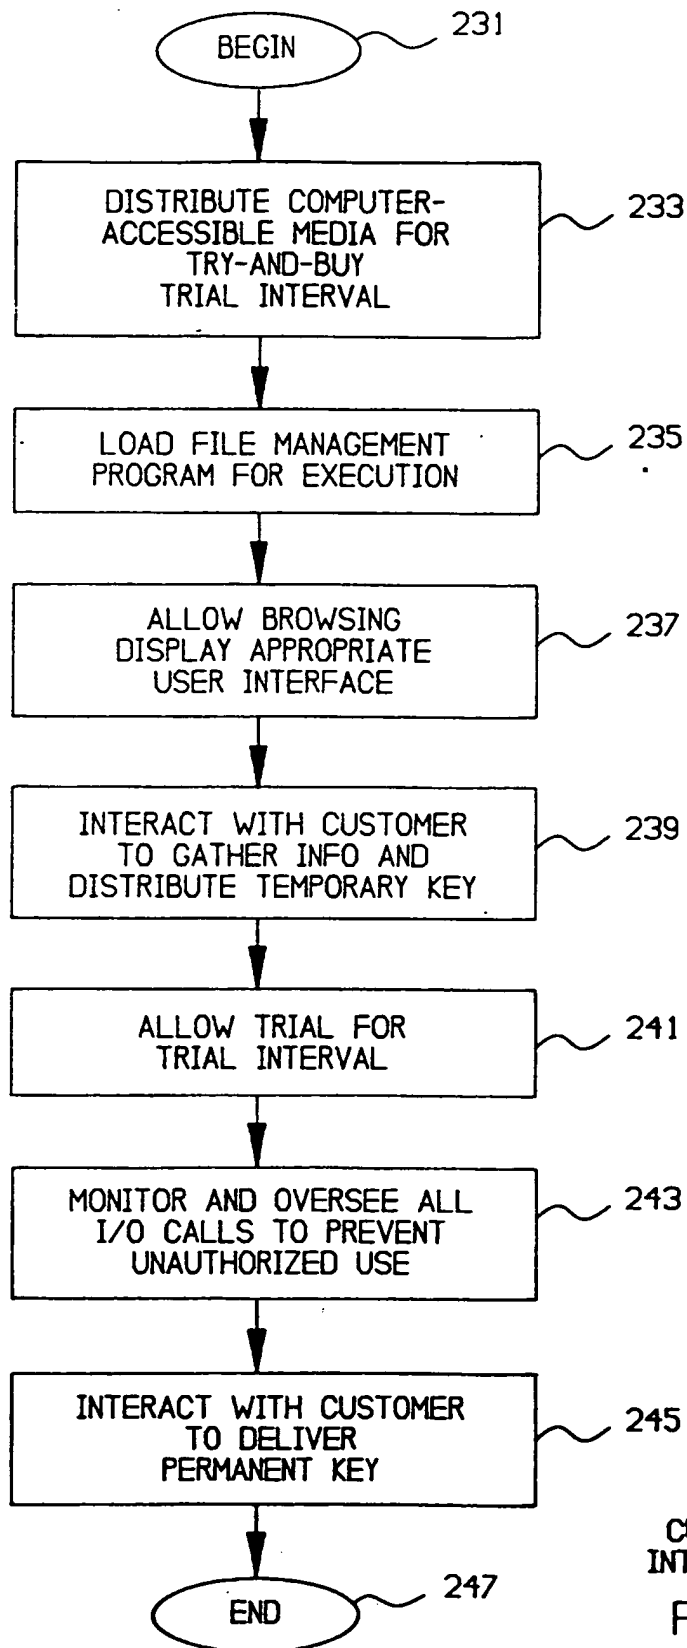 BEGIN
231
DISTRIBUTE COMPUTER-
ACCESSIBLE MEDIA FOR
TRY-AND-BUY
TRIAL INTERVAL
233
LOAD FILE MANAGEMENT
PROGRAM FOR EXECUTION
235
ALLOW BROWSING
DISPLAY APPROPRIATE
USER INTERFACE
237
INTERACT WITH CUSTOMER
TO GATHER INFO AND
DISTRIBUTE TEMPORARY KEY
239
ALLOW TRIAL FOR
TRIAL INTERVAL
241
MONITOR AND OVERSEE ALL
I/O CALLS TO PREVENT
UNAUTHORIZED USE
243
INTERACT WITH CUSTOMER
TO DELIVER
PERMANENT KEY
245
END
247